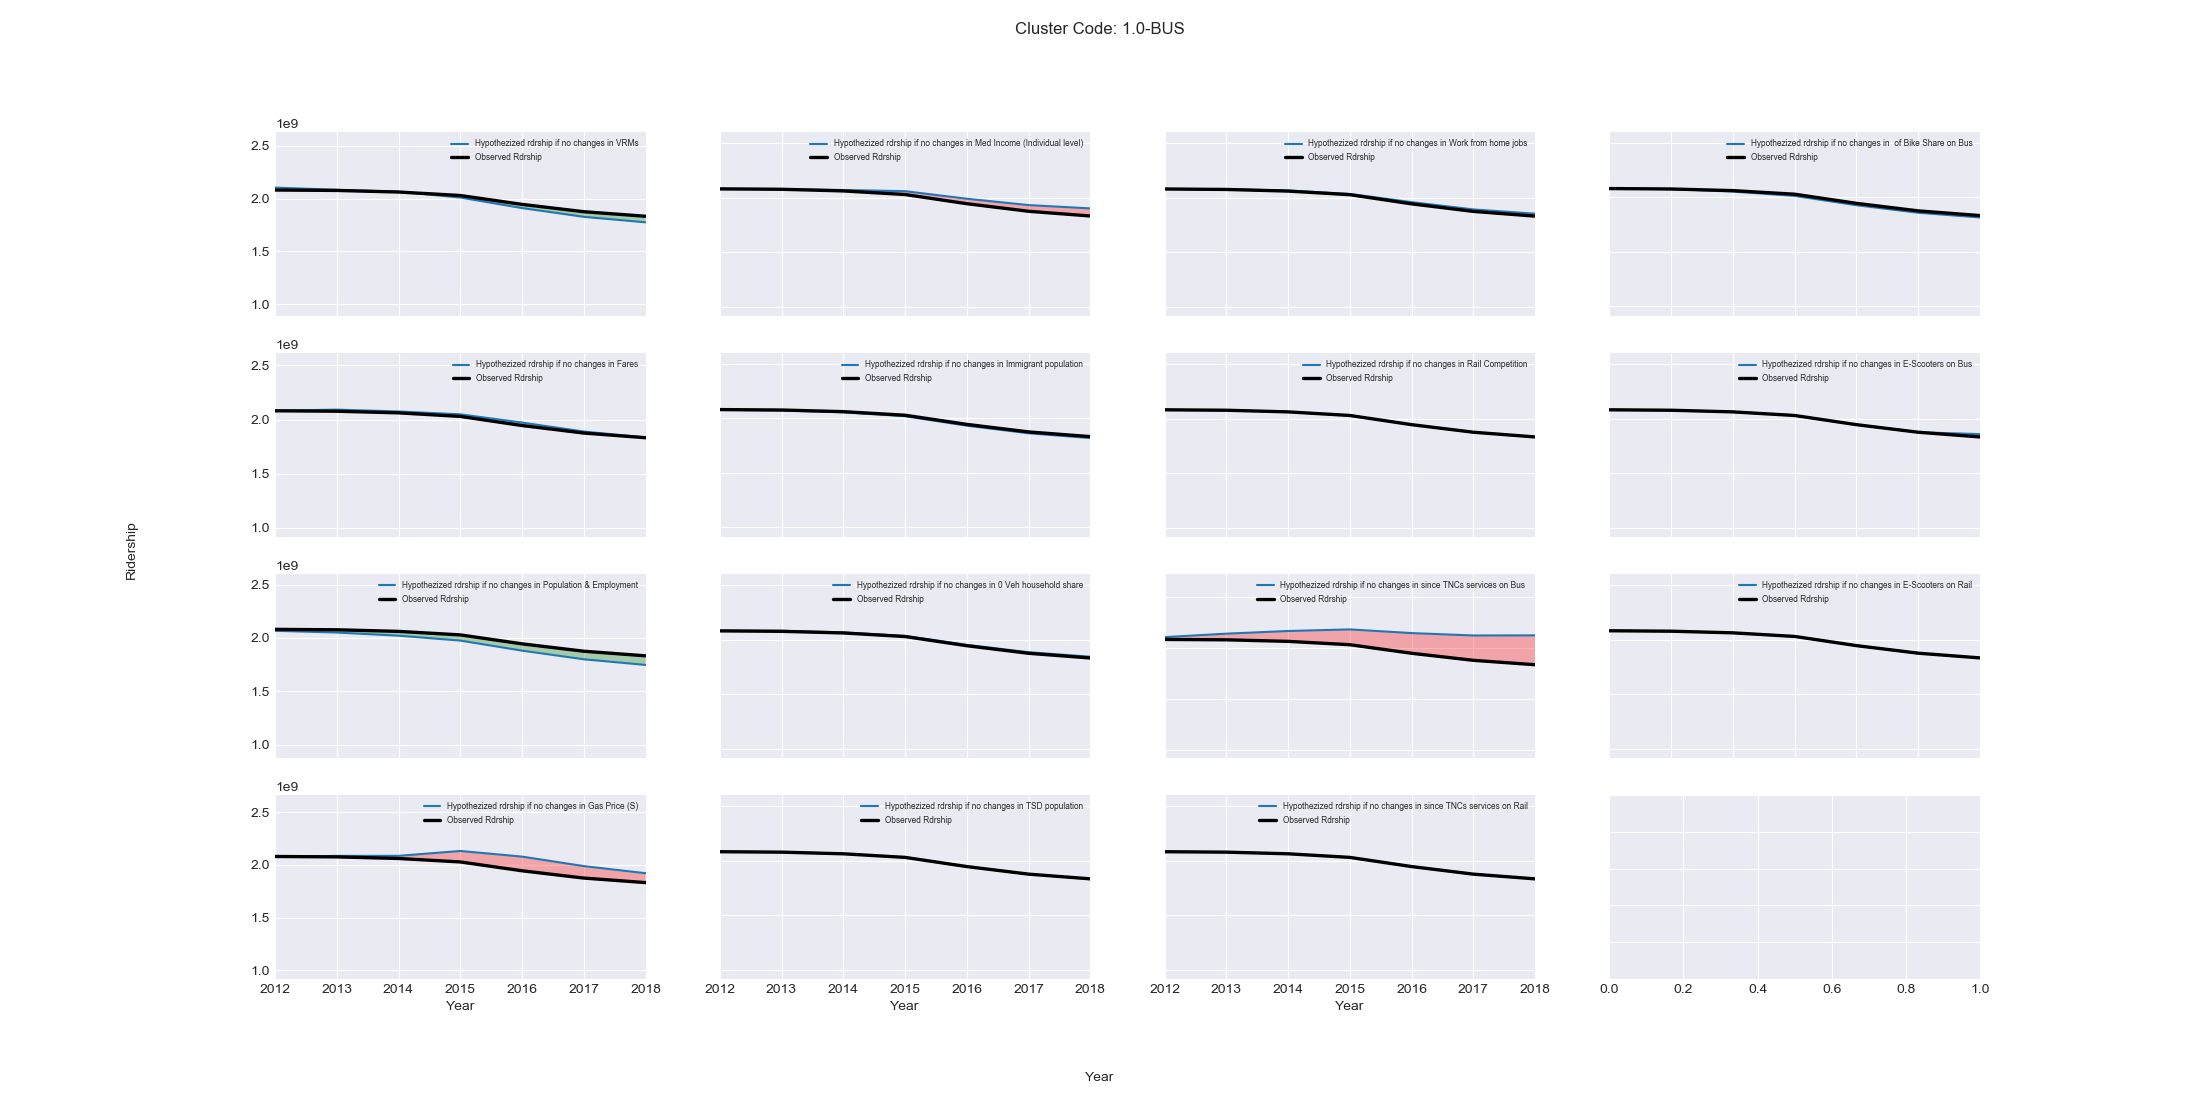 Cluster Code: 1.0-BUS
1e9
2.5
2.0
1.5
1.0
Hypothezized rdrship if no changes in VRMs
Observed Rdrship
Hypothezized rdrship if no changes in Med Income (Individual level)
Observed Rdrship
Hypothezized rdrship if no changes in Work from home jobs
Observed Rdrship
Hypothezized rdrship if no changes in  of Bike Share on Bus
Observed Rdrship
1e9
2.5
2.0
1.5
1.0
Hypothezized rdrship if no changes in Fares
Observed Rdrship
Hypothezized rdrship if no changes in Immigrant population
Observed Rdrship
Hypothezized rdrship if no changes in Rail Competition
Observed Rdrship
Hypothezized rdrship if no changes in E-Scooters on Bus
Observed Rdrship
Ridership
1e9
2.5
2.0
1.5
1.0
Hypothezized rdrship if no changes in Population & Employment
Observed Rdrship
Hypothezized rdrship if no changes in 0 Veh household share
Observed Rdrship
Hypothezized rdrship if no changes in since TNCs services on Bus
Observed Rdrship
Hypothezized rdrship if no changes in E-Scooters on Rail
Observed Rdrship
1e9
2.5
2.0
1.5
1.0
Hypothezized rdrship if no changes in Gas Price (S)
Observed Rdrship
Hypothezized rdrship if no changes in TSD population
Observed Rdrship
Hypothezized rdrship if no changes in since TNCs services on Rail
Observed Rdrship
2012 2013 2014 2015 2016 2017 2018
Year
2012 2013 2014 2015 2016 2017 2018
Year
2012 2013 2014 2015 2016 2017 2018
Year
0.0 0.2 0.4 0.6 0.8 1.0
Year